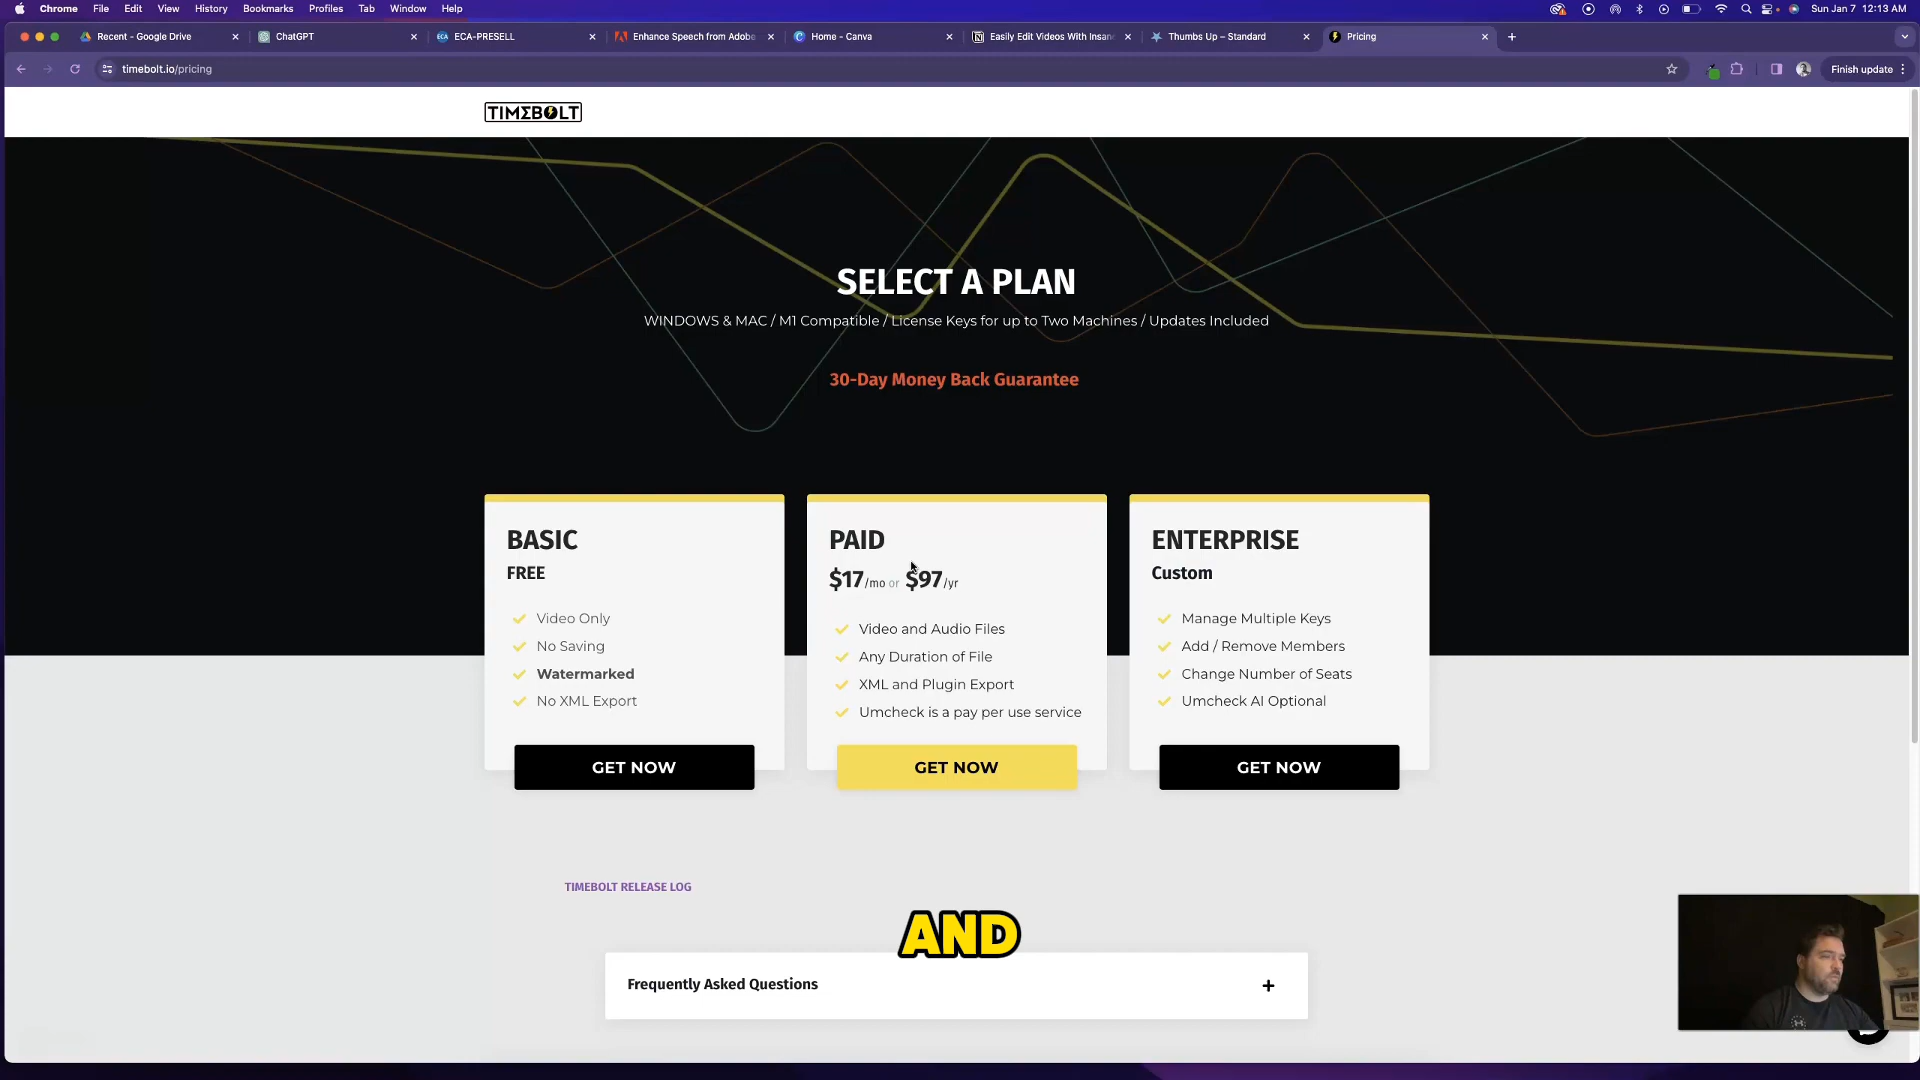 Chrome File Edit View History Bookmarks Profiles Tab Window Help Sun Jan 7 12:13 AM
Recent - Google Drive ChatGPT ECA-PRESELL Enhance Speech from Adobe Home - Canva Easily Edit Videos With Insan Thumbs Up – Standard Pricing
timebolt.io/pricing Finish update
TIMEBOLT
SELECT A PLAN
WINDOWS & MAC / M1 Compatible / License Keys for up to Two Machines / Updates Included
30-Day Money Back Guarantee
BASIC
FREE
Video Only
No Saving
Watermarked
No XML Export
GET NOW
PAID
$17/mo or $97/yr
Video and Audio Files
Any Duration of File
XML and Plugin Export
Umcheck is a pay per use service
GET NOW
ENTERPRISE
Custom
Manage Multiple Keys
Add / Remove Members
Change Number of Seats
Umcheck AI Optional
GET NOW
TIMEBOLT RELEASE LOG
AND
Frequently Asked Questions +